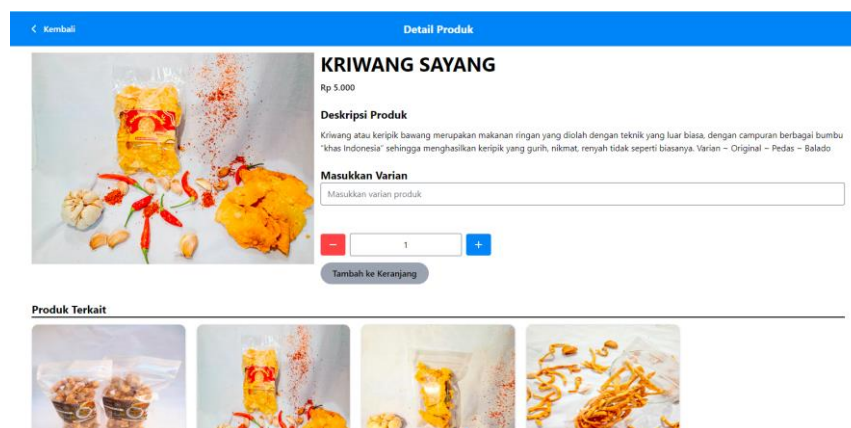 Kembali
Detail Produk
KRIWANG SAYANG
Rp 5.000
Deskripsi Produk
Kriwang atau keripik bawang merupakan makanan ringan yang diolah dengan teknik yang luar biasa, dengan campuran berbagai bumbu
"khas Indonesia" sehingga menghasilkan keripik yang gurih, nikmat, renyah tidak seperti biasanya. Varian ~ Original ~ Pedas ~ Balado
Masukkan Varian
Masukkan varian produk
− 1 +
Tambah ke Keranjang
Produk Terkait